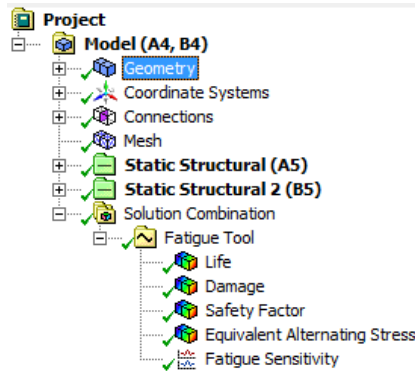 Project
Model (A4, B4)
Geometry
Coordinate Systems
Connections
Mesh
Static Structural (A5)
Static Structural 2 (B5)
Solution Combination
Fatigue Tool
Life
Damage
Safety Factor
Equivalent Alternating Stress
Fatigue Sensitivity